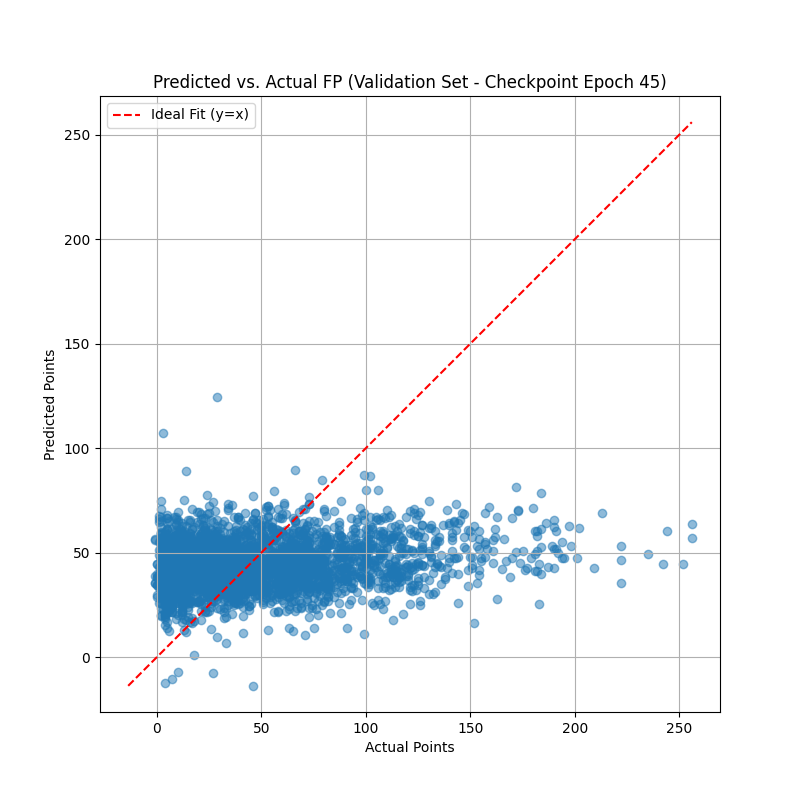 Predicted vs. Actual FP (Validation Set - Checkpoint Epoch 45)
Ideal Fit (y=x)
250
200
150
100
50
0
Predicted Points
0 50 100 150 200 250
Actual Points